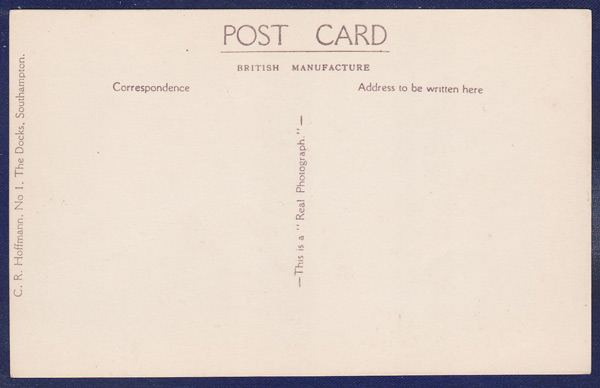 POST CARD
BRITISH MANUFACTURE
Correspondence
Address to be written here
—This is a "Real Photograph."—
C. R. Hoffmann, No 1. The Docks, Southampton.